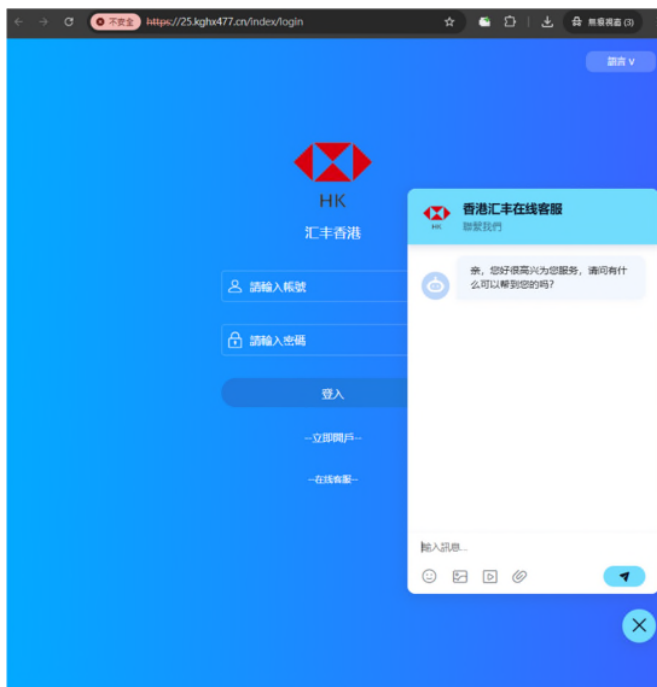 不安全 https://25.kghx477.cn/index/login 無痕視窗 (3)
語言 ∨
HK
汇丰香港
請輸入帳號
請輸入密碼
登入
--立即開戶--
--在线客服--
HK
香港汇丰在线客服
聯繫我們
亲，您好很高兴为您服务，请问有什
么可以帮到您的吗？
輸入訊息...